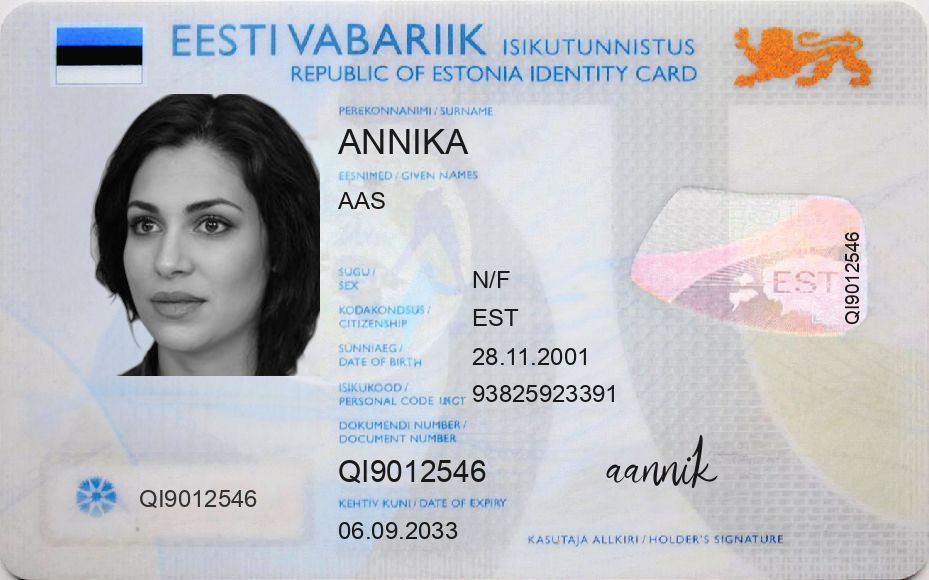 EESTI VABARIIK ISIKUTUNNISTUS
REPUBLIC OF ESTONIA IDENTITY CARD
PEREKONNANIMI / SURNAME
ANNIKA
EESNIMED / GIVEN NAMES
AAS
SUGU /
SEX
N/F
KODAKONDSUS /
CITIZENSHIP
EST
SÜNNIAEG /
DATE OF BIRTH
28.11.2001
ISIKUKOOD /
PERSONAL CODE
93825923391
DOKUMENDI NUMBER /
DOCUMENT NUMBER
QI9012546
KEHTIV KUNI / DATE OF EXPIRY
06.09.2033
QI9012546
EST
QI9012546
aannik
KASUTAJA ALLKIRI / HOLDER'S SIGNATURE